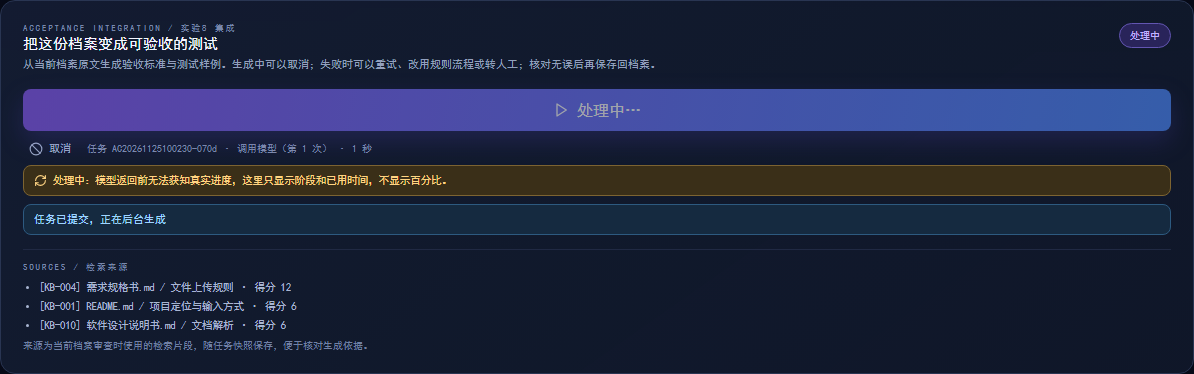 ACCEPTANCE INTEGRATION / 实验8 集成
把这份档案变成可验收的测试
处理中
从当前档案原文生成验收标准与测试样例。生成中可以取消；失败时可以重试、改用规则流程或转人工；核对无误后再保存回档案。
处理中…
取消 任务 AC20261125100230-070d · 调用模型（第 1 次） · 1 秒
处理中：模型返回前无法获知真实进度，这里只显示阶段和已用时间，不显示百分比。
任务已提交，正在后台生成
SOURCES / 检索来源
• [KB-004] 需求规格书.md / 文件上传规则 · 得分 12
• [KB-001] README.md / 项目定位与输入方式 · 得分 6
• [KB-010] 软件设计说明书.md / 文档解析 · 得分 6
来源为当前档案审查时使用的检索片段，随任务快照保存，便于核对生成依据。